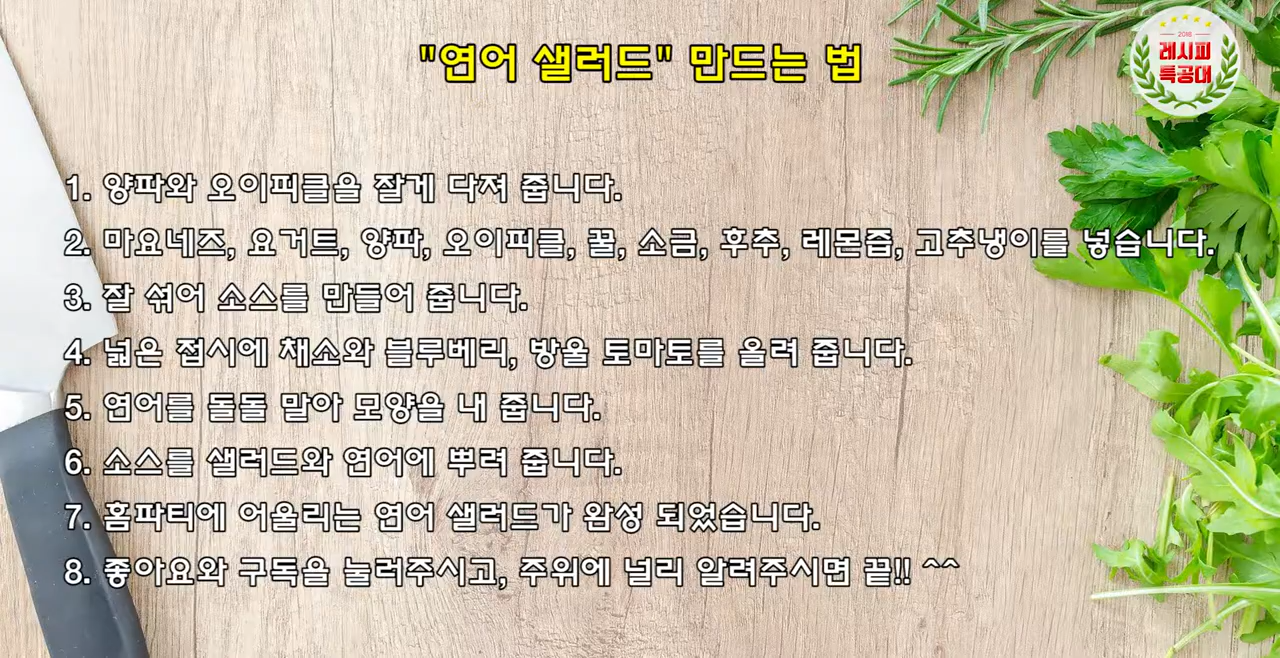 "연어 샐러드" 만드는 법
2018
레시피
특공대
1. 양파와 오이피클을 잘게 다져 줍니다.
2. 마요네즈, 요거트, 양파, 오이피클, 꿀, 소금, 후추, 레몬즙, 고추냉이를 넣습니다.
3. 잘 섞어 소스를 만들어 줍니다.
4. 넓은 접시에 채소와 블루베리, 방울 토마토를 올려 줍니다.
5. 연어를 돌돌 말아 모양을 내 줍니다.
6. 소스를 샐러드와 연어에 뿌려 줍니다.
7. 홈파티에 어울리는 연어 샐러드가 완성 되었습니다.
8. 좋아요와 구독을 눌러주시고, 주위에 널리 알려주시면 끝!! ^^